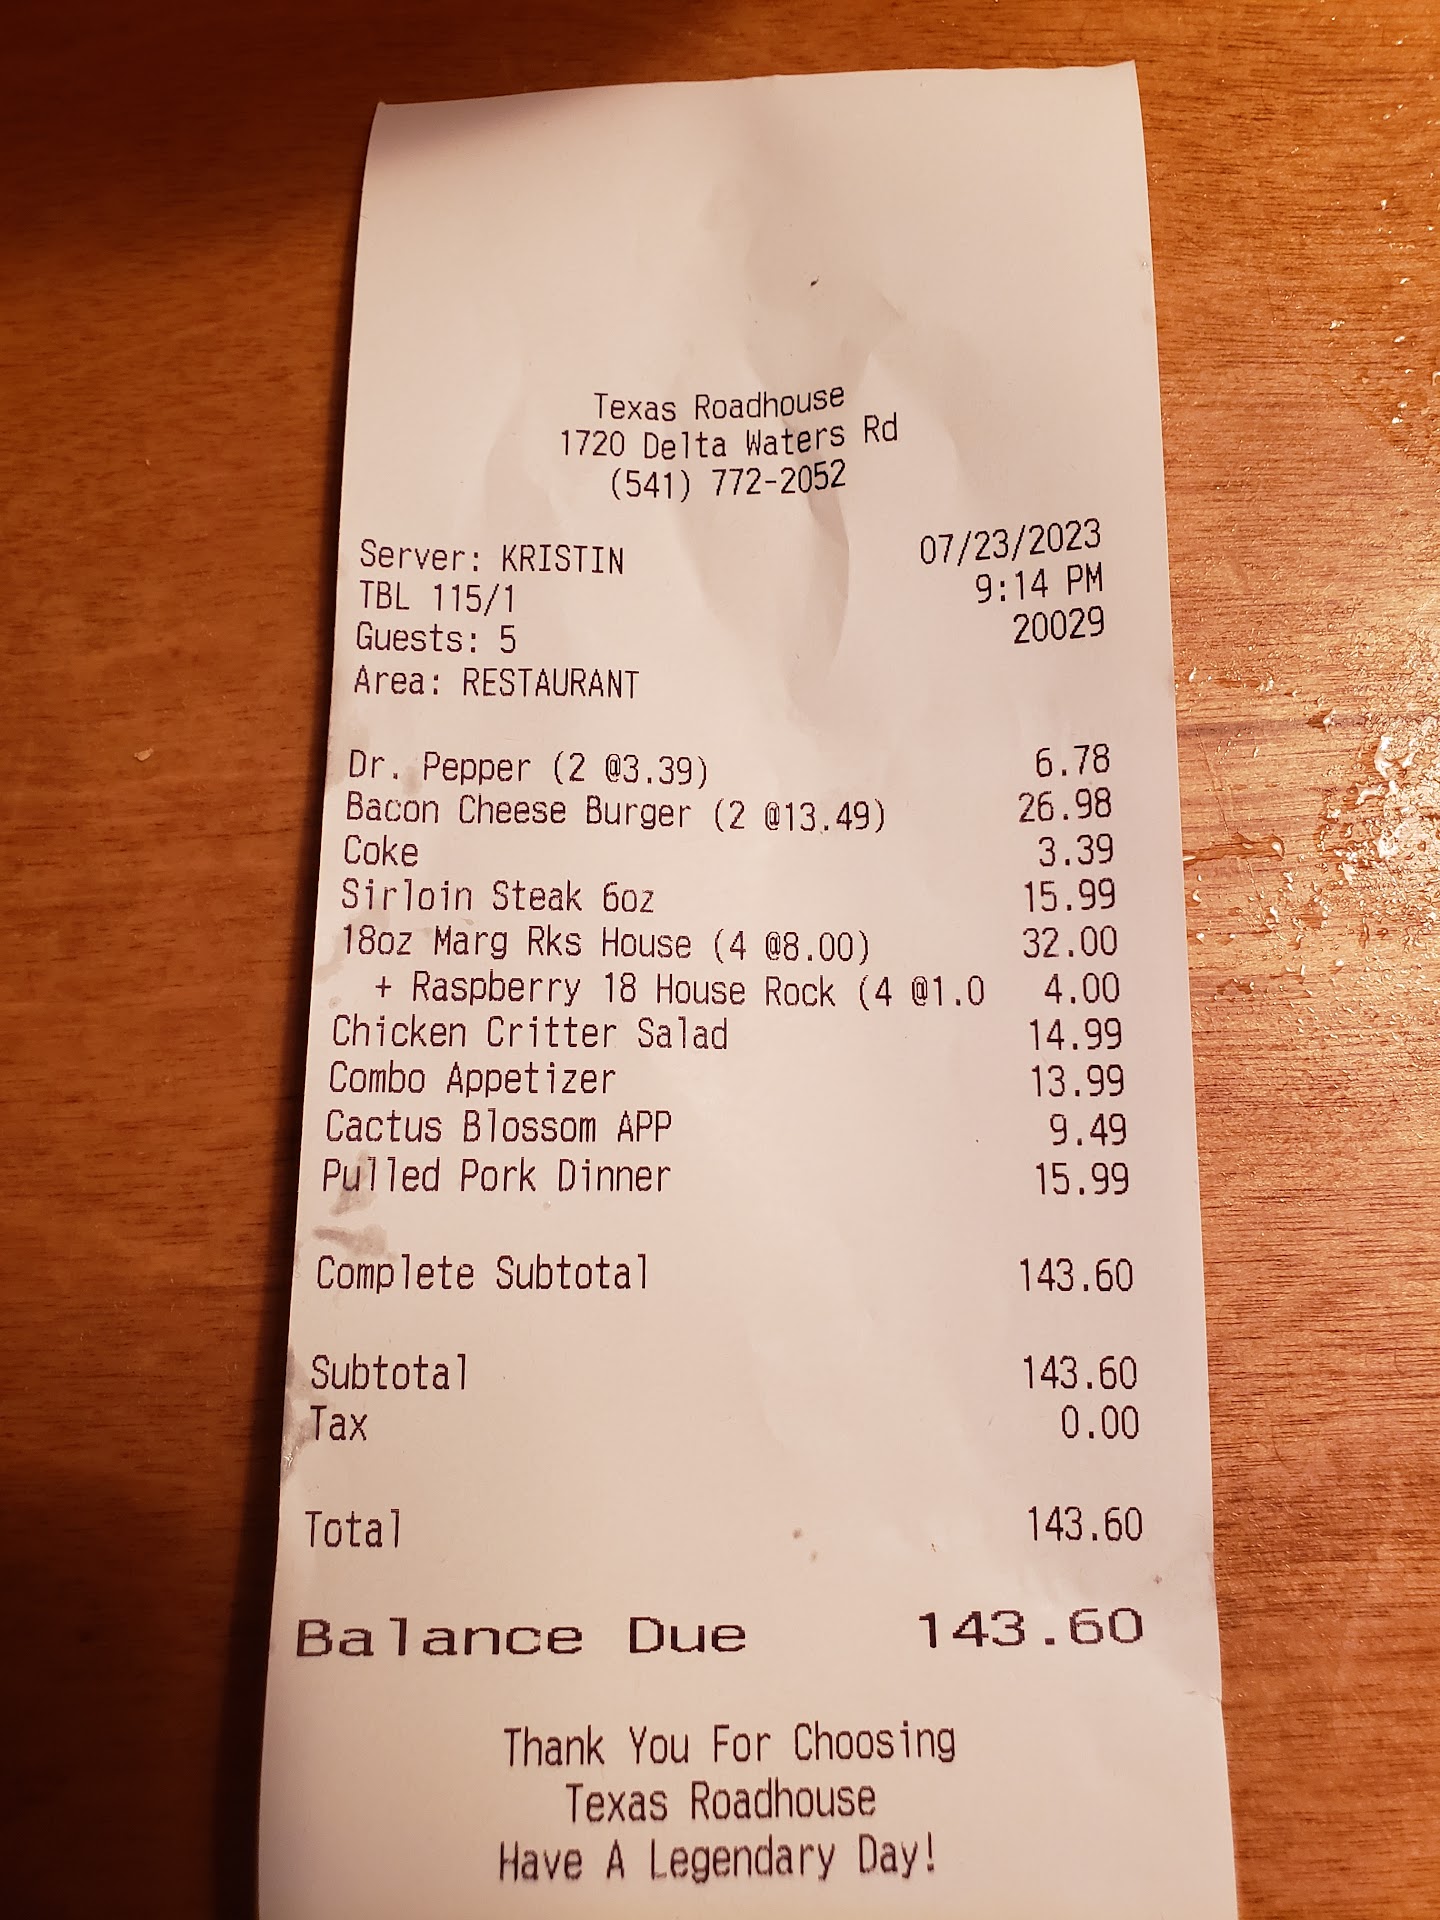 Texas Roadhouse
1720 Delta Waters Rd
(541) 772-2052
Server: KRISTIN 07/23/2023
TBL 115/1 9:14 PM
Guests: 5 20029
Area: RESTAURANT
Dr. Pepper (2 @3.39) 6.78
Bacon Cheese Burger (2 @13.49) 26.98
Coke 3.39
Sirloin Steak 6oz 15.99
18oz Marg Rks House (4 @8.00) 32.00
+ Raspberry 18 House Rock (4 @1.0 4.00
Chicken Critter Salad 14.99
Combo Appetizer 13.99
Cactus Blossom APP 9.49
Pulled Pork Dinner 15.99
Complete Subtotal 143.60
Subtotal 143.60
Tax 0.00
Total 143.60
Balance Due 143.60
Thank You For Choosing
Texas Roadhouse
Have A Legendary Day!